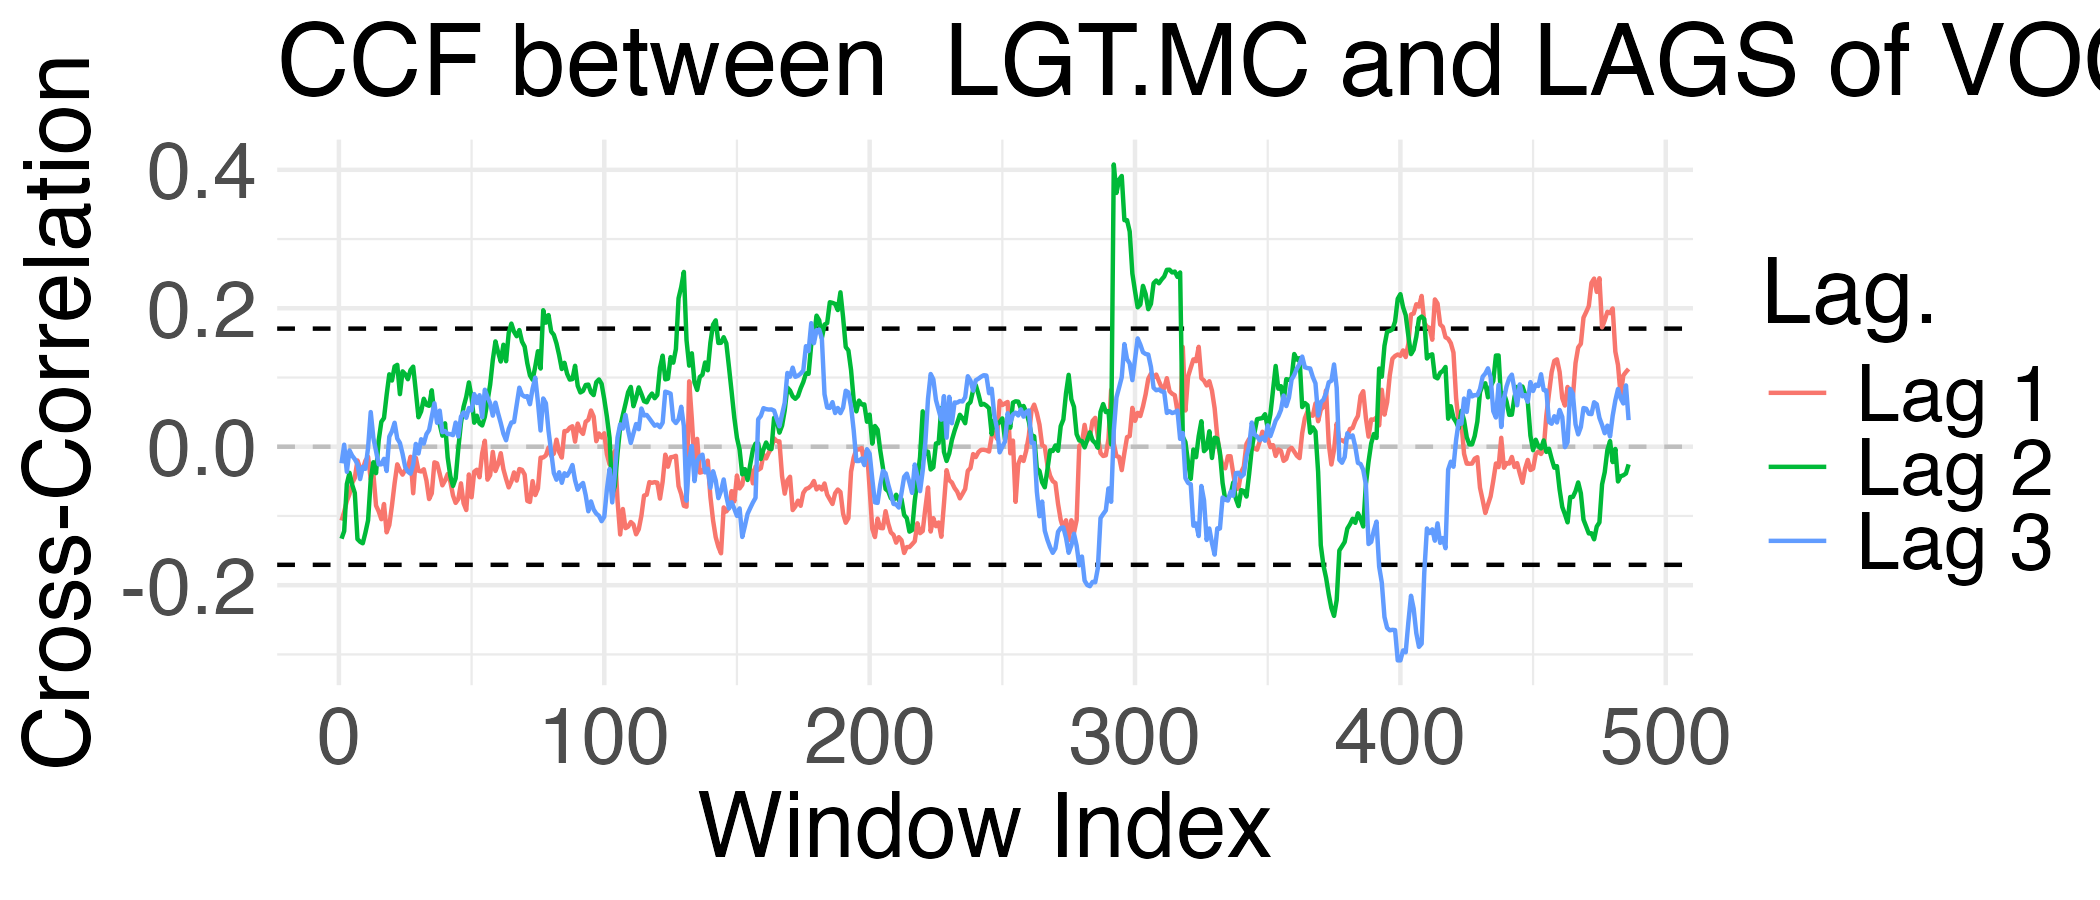 CCF between  LGT.MC and LAGS of VO
Cross-Correlation
0.4
0.2
0.0
-0.2
0
100
200
300
400
500
Window Index
Lag.
Lag 1
Lag 2
Lag 3